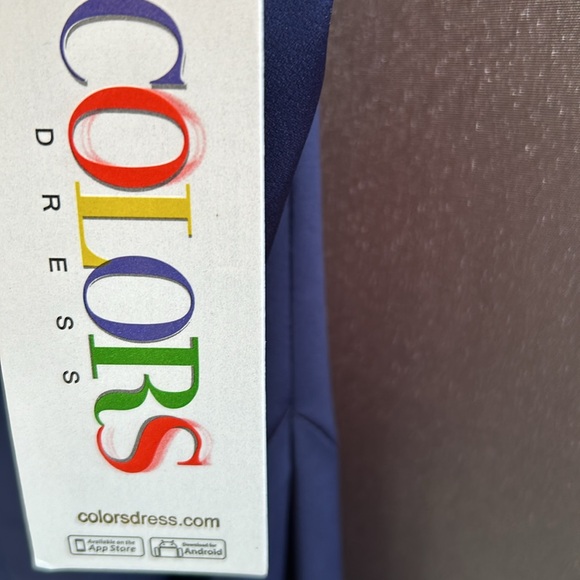 COLORS
DRESS
colorsdress.com
Available on the
App Store
Download for
Android